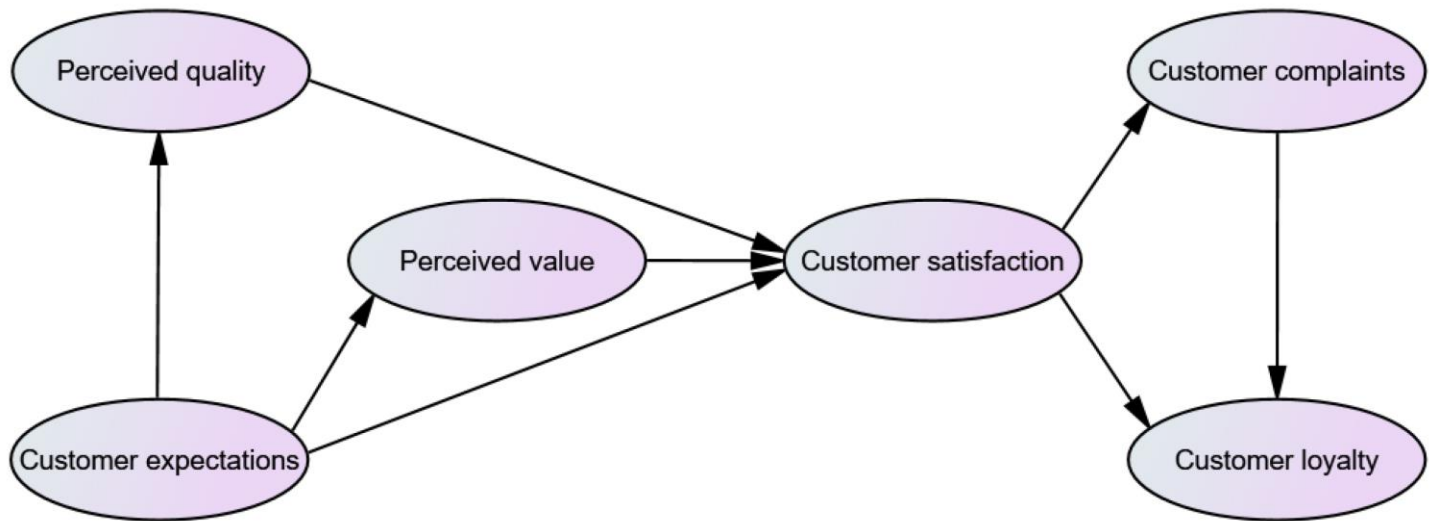 Perceived quality
Customer complaints
Perceived value
Customer satisfaction
Customer expectations
Customer loyalty